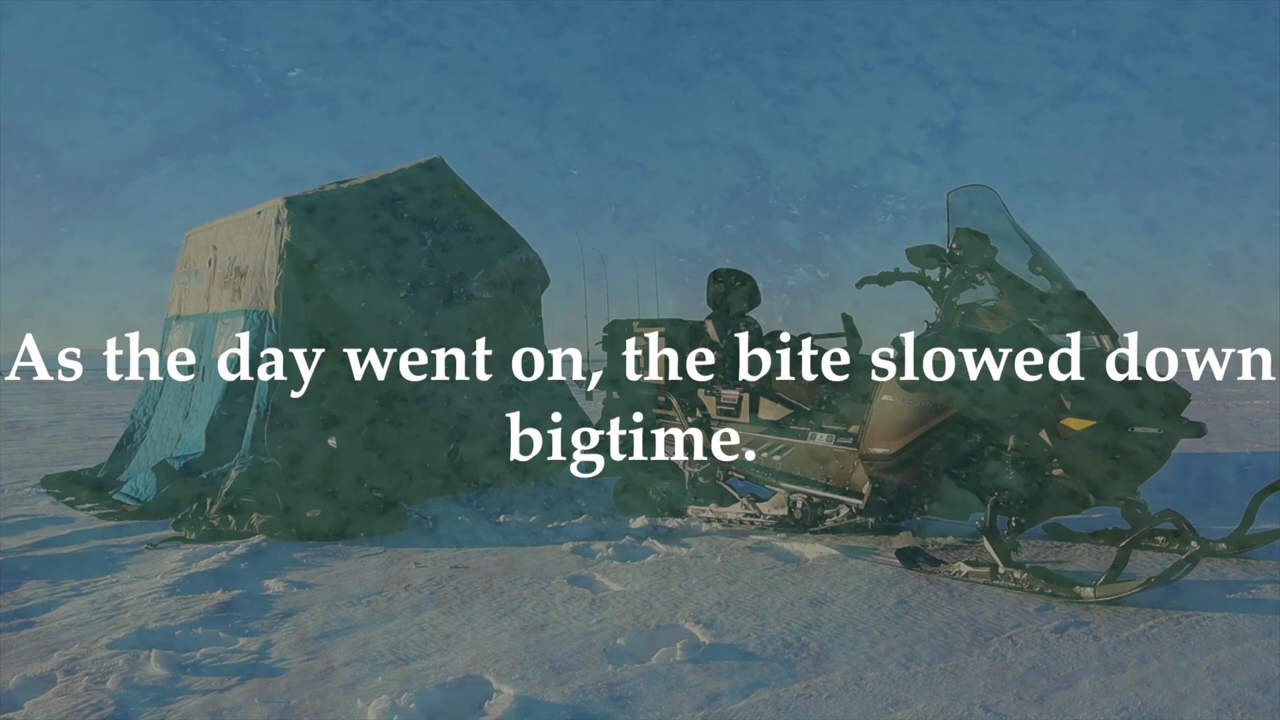 As the day went on, the bite slowed down
bigtime.